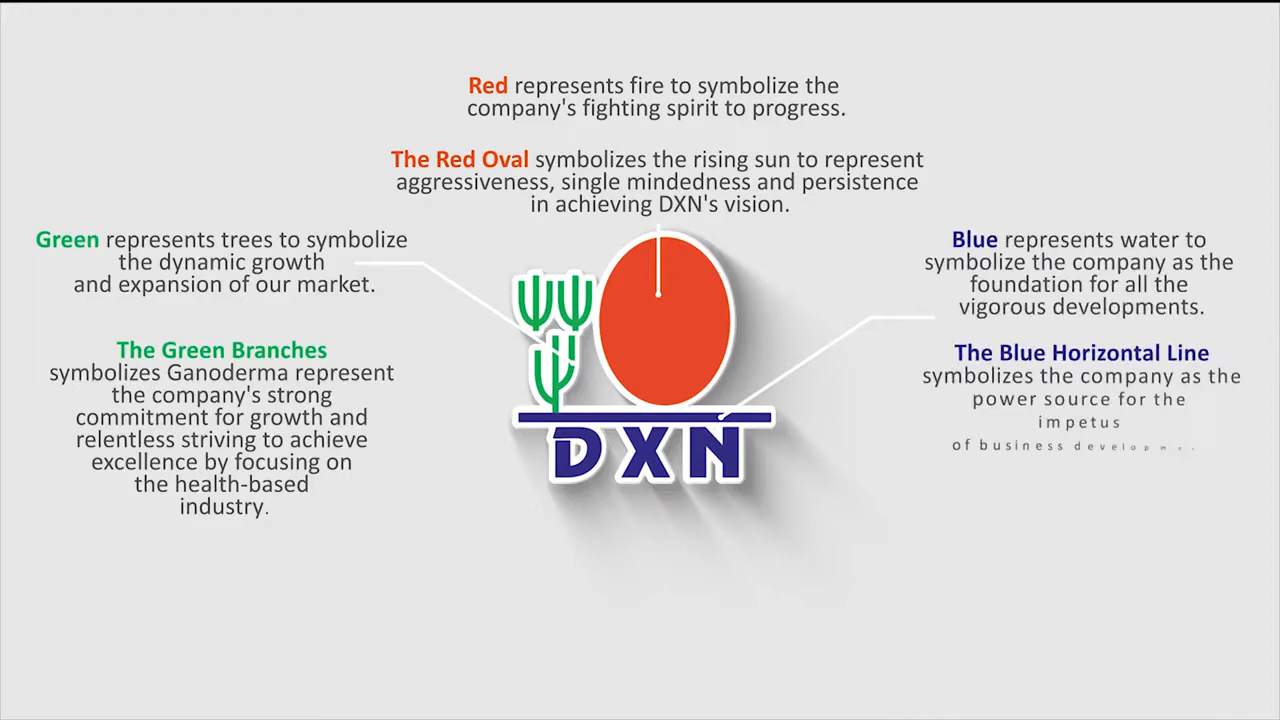 Red represents fire to symbolize the
company's fighting spirit to progress.
The Red Oval symbolizes the rising sun to represent
aggressiveness, single mindedness and persistence
in achieving DXN's vision.
Green represents trees to symbolize
the dynamic growth
and expansion of our market.
The Green Branches
symbolizes Ganoderma represent
the company's strong
commitment for growth and
relentless striving to achieve
excellence by focusing on
the health-based
industry.
Blue represents water to
symbolize the company as the
foundation for all the
vigorous developments.
The Blue Horizontal Line
symbolizes the company as the
power source for the
impetus
of business
DXN